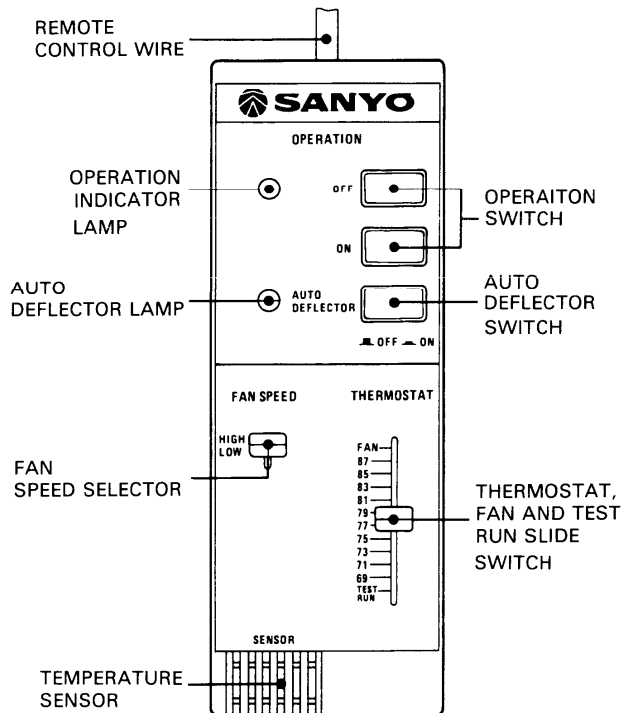 REMOTE
CONTROL WIRE
SANYO
OPERATION
OPERATION
INDICATOR
LAMP
OFF
OPERAITON
SWITCH
ON
AUTO
DEFLECTOR LAMP
AUTO
DEFLECTOR
AUTO
DEFLECTOR
SWITCH
OFF ON
FAN SPEED
THERMOSTAT
HIGH
LOW
FAN
SPEED SELECTOR
FAN
87
85
83
81
79
77
75
73
71
69
TEST
RUN
THERMOSTAT,
FAN AND TEST
RUN SLIDE
SWITCH
SENSOR
TEMPERATURE
SENSOR